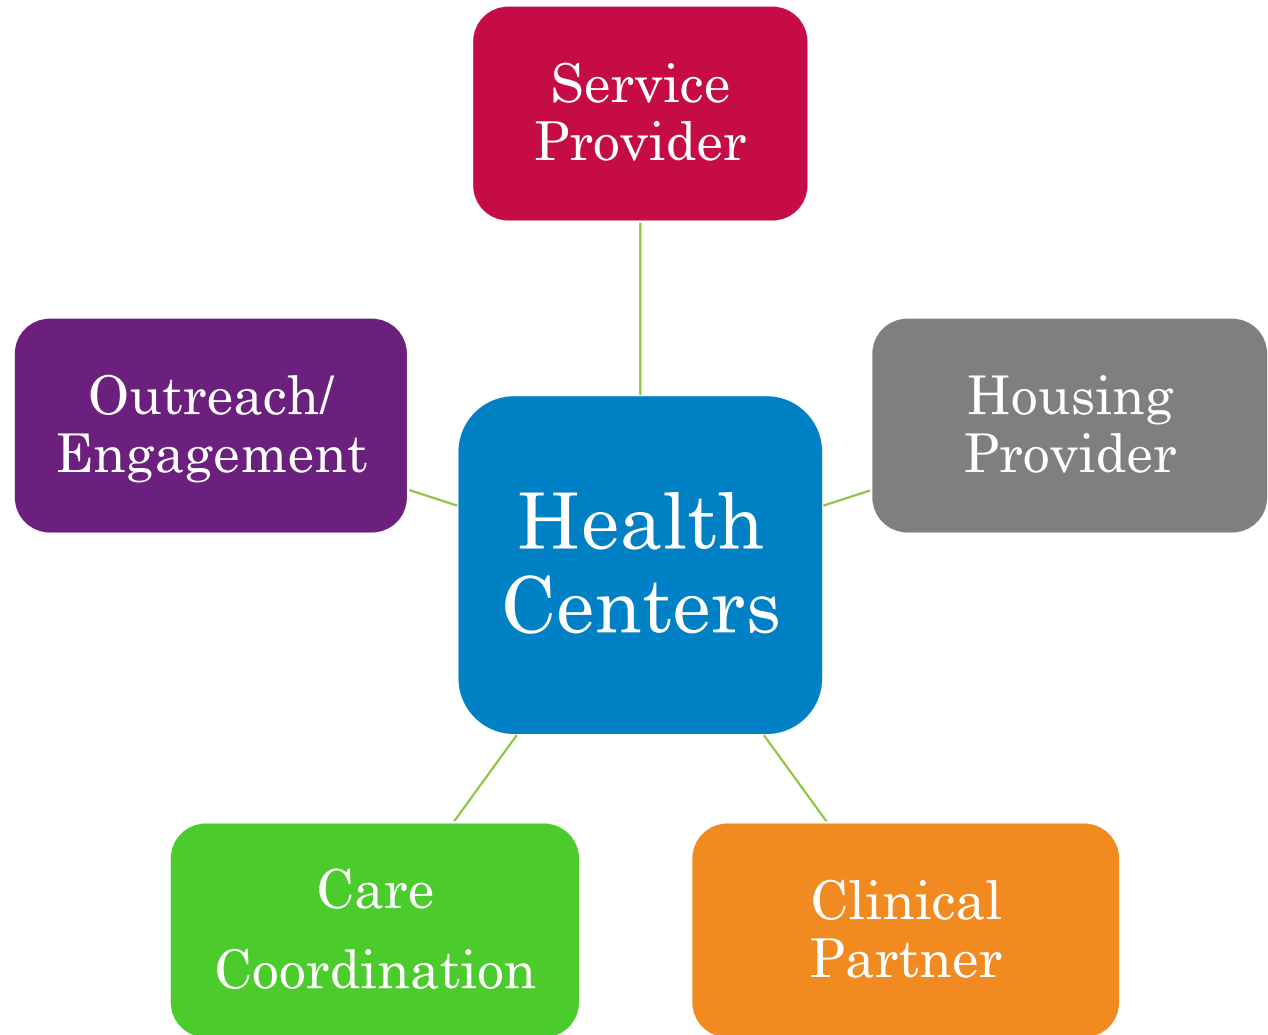 Service
Provider
Outreach/
Engagement
Housing
Provider
Health
Centers
Care
Coordination
Clinical
Partner